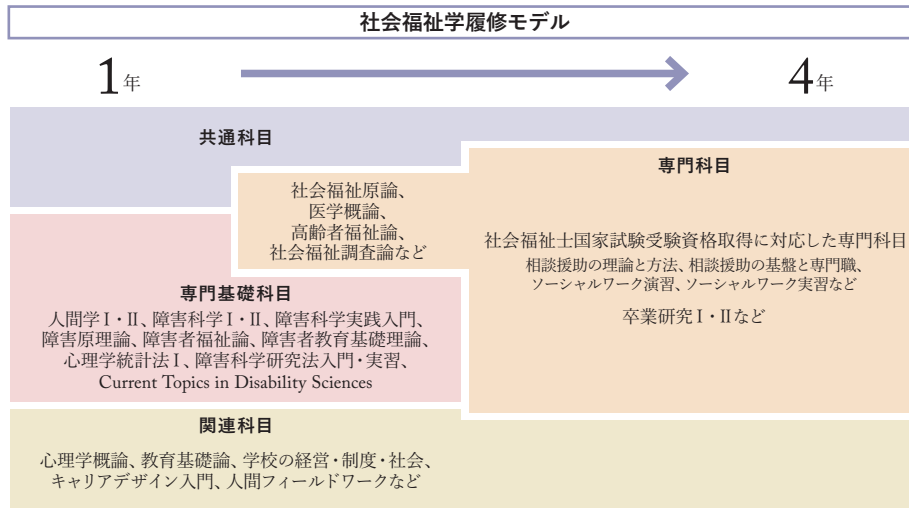 社会福祉学履修モデル
1年
4年
共通科目
専門科目
社会福祉原論、
医学概論、
高齢者福祉論、
社会福祉調査論など
社会福祉士国家試験受験資格取得に対応した専門科目
相談援助の理論と方法、相談援助の基盤と専門職、
ソーシャルワーク演習、ソーシャルワーク実習など
卒業研究Ⅰ・Ⅱなど
専門基礎科目
人間学Ⅰ・Ⅱ、障害科学Ⅰ・Ⅱ、障害科学実践入門、
障害原理論、障害者福祉論、障害者教育基礎理論、
心理学統計法Ⅰ、障害科学研究法入門・実習、
Current Topics in Disability Sciences
関連科目
心理学概論、教育基礎論、学校の経営・制度・社会、
キャリアデザイン入門、人間フィールドワークなど